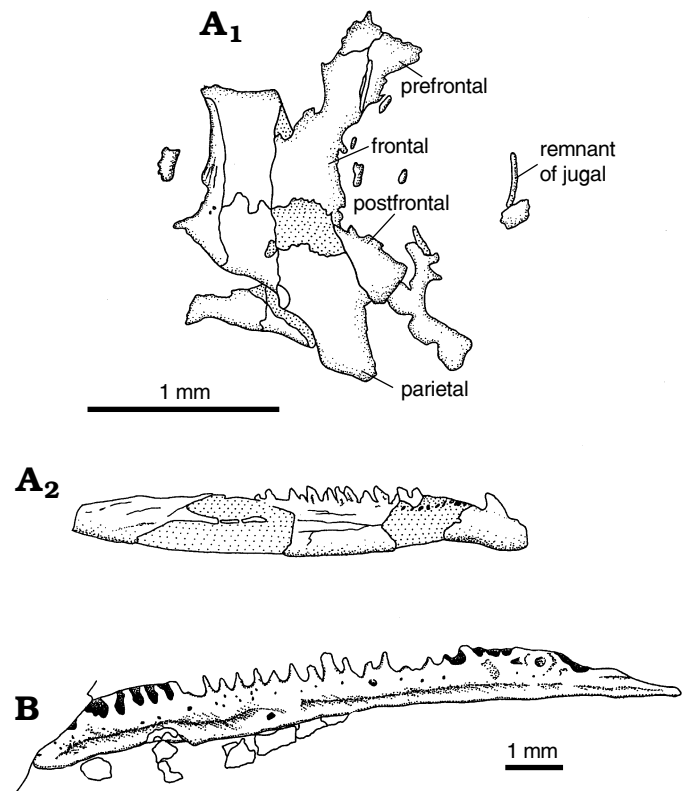 A1
prefrontal
frontal
remnant
of jugal
postfrontal
parietal
1 mm
A2
B
1 mm